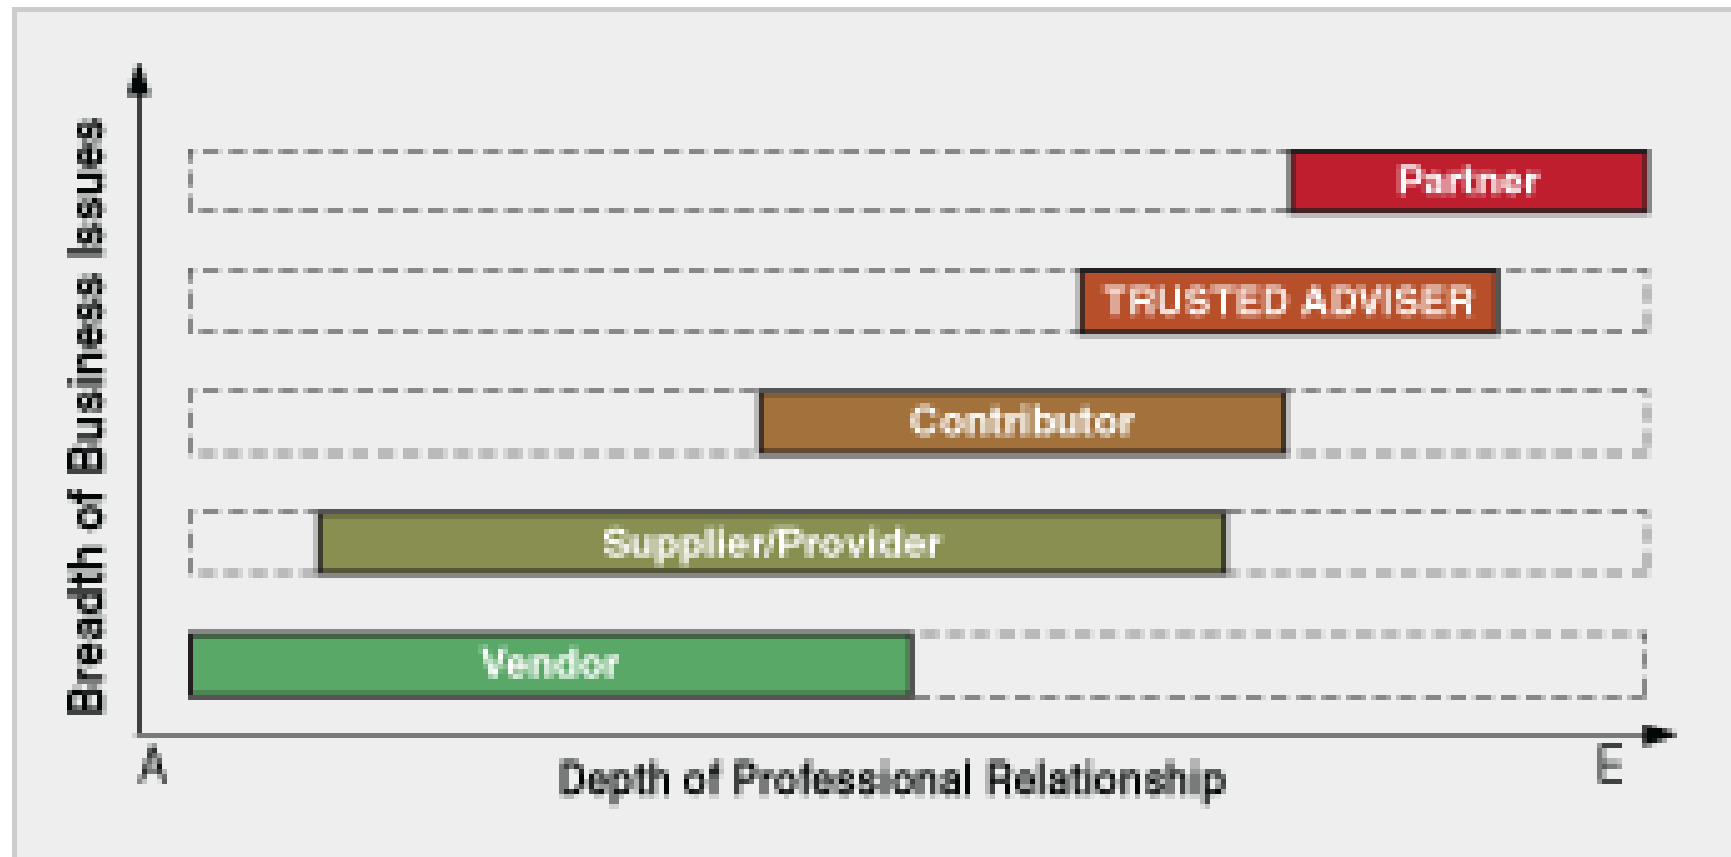 Breadth of Business Issues
Partner
TRUSTED ADVISER
Contributor
Supplier/Provider
Vendor
A
E
Depth of Professional Relationship